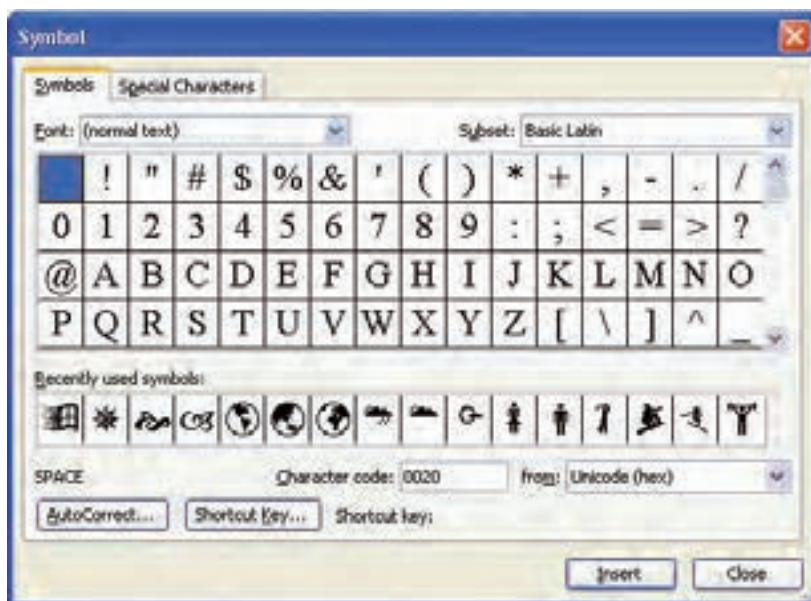 Symbol
Symbols Special Characters
Font: (normal text) Subset: Basic Latin
! " # $ % & ' ( ) * + , - . /
0 1 2 3 4 5 6 7 8 9 : ; < = > ?
@ A B C D E F G H I J K L M N O
P Q R S T U V W X Y Z [ \ ] ^ _
Recently used symbols:
SPACE Character code: 0020 from: Unicode (hex)
AutoCorrect... Shortcut Key... Shortcut key:
Insert Close